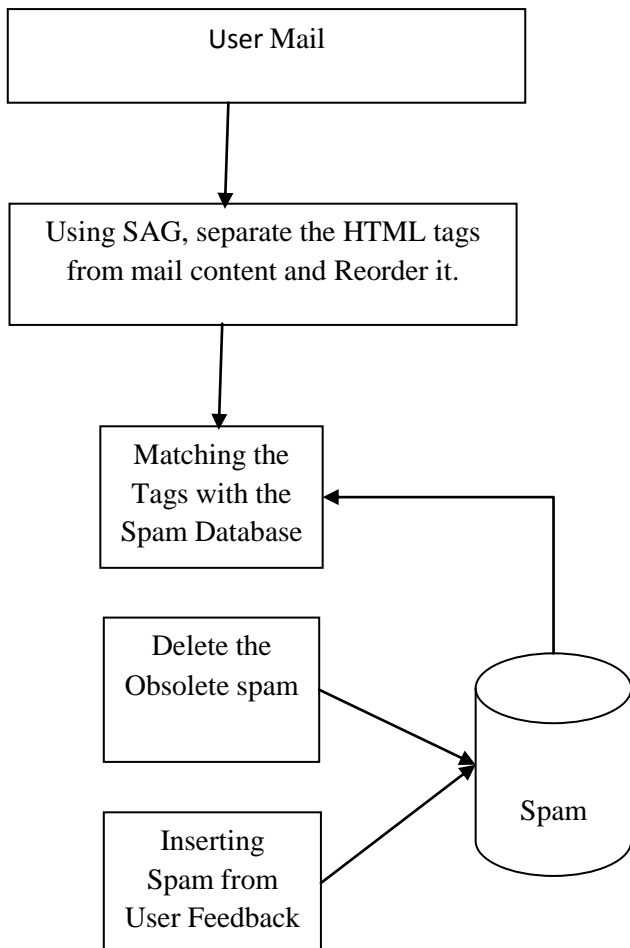 User Mail
Using SAG, separate the HTML tags
from mail content and Reorder it.
Matching the
Tags with the
Spam Database
Delete the
Obsolete spam
Spam
Inserting
Spam from
User Feedback